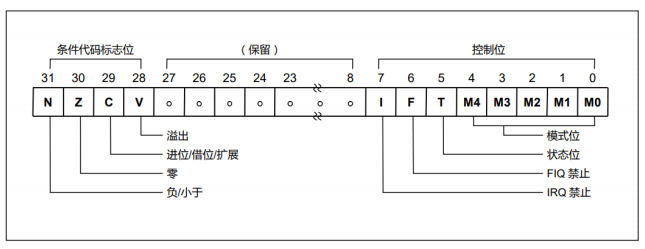 条件代码标志位 （保留） 控制位
31 30 29 28 27 26 25 24 23 8 7 6 5 4 3 2 1 0
N Z C V ○ ○ ○ ○ ○ ○ ○ I F T M4 M3 M2 M1 M0
溢出 模式位
进位/借位/扩展 状态位
零 FIQ 禁止
负/小于 IRQ 禁止